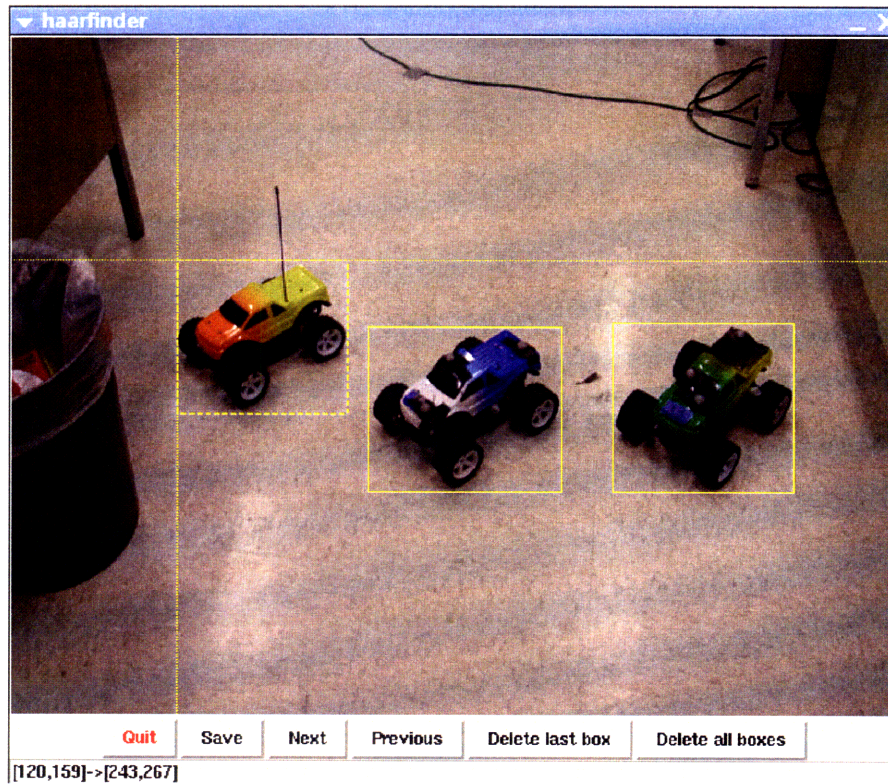 haarfinder
Quit Save Next Previous Delete last box Delete all boxes
[120,159]->[243,267]